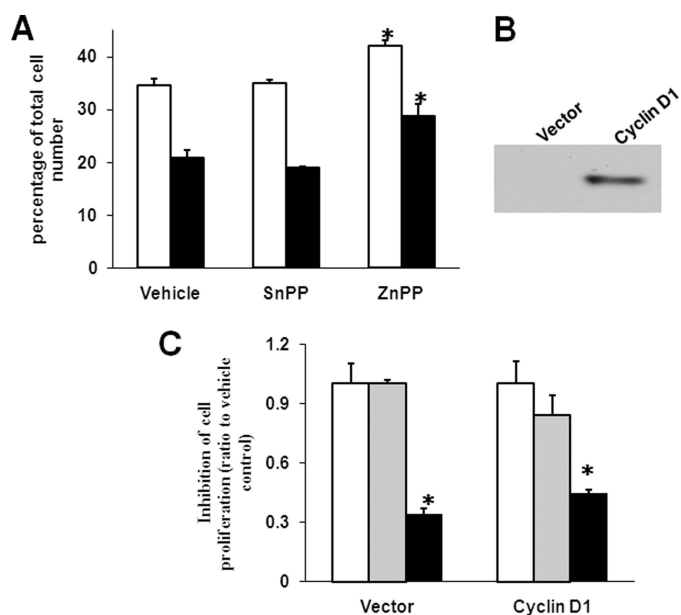 A
percentage of total cell
number
40
30
20
10
0
*
*
Vehicle
SnPP
ZnPP
B
Vector
Cyclin D1
C
Inhibition of cell
proliferation (ratio to vehicle
control)
1.2
0.9
0.6
0.3
0
*
*
Vector
Cyclin D1